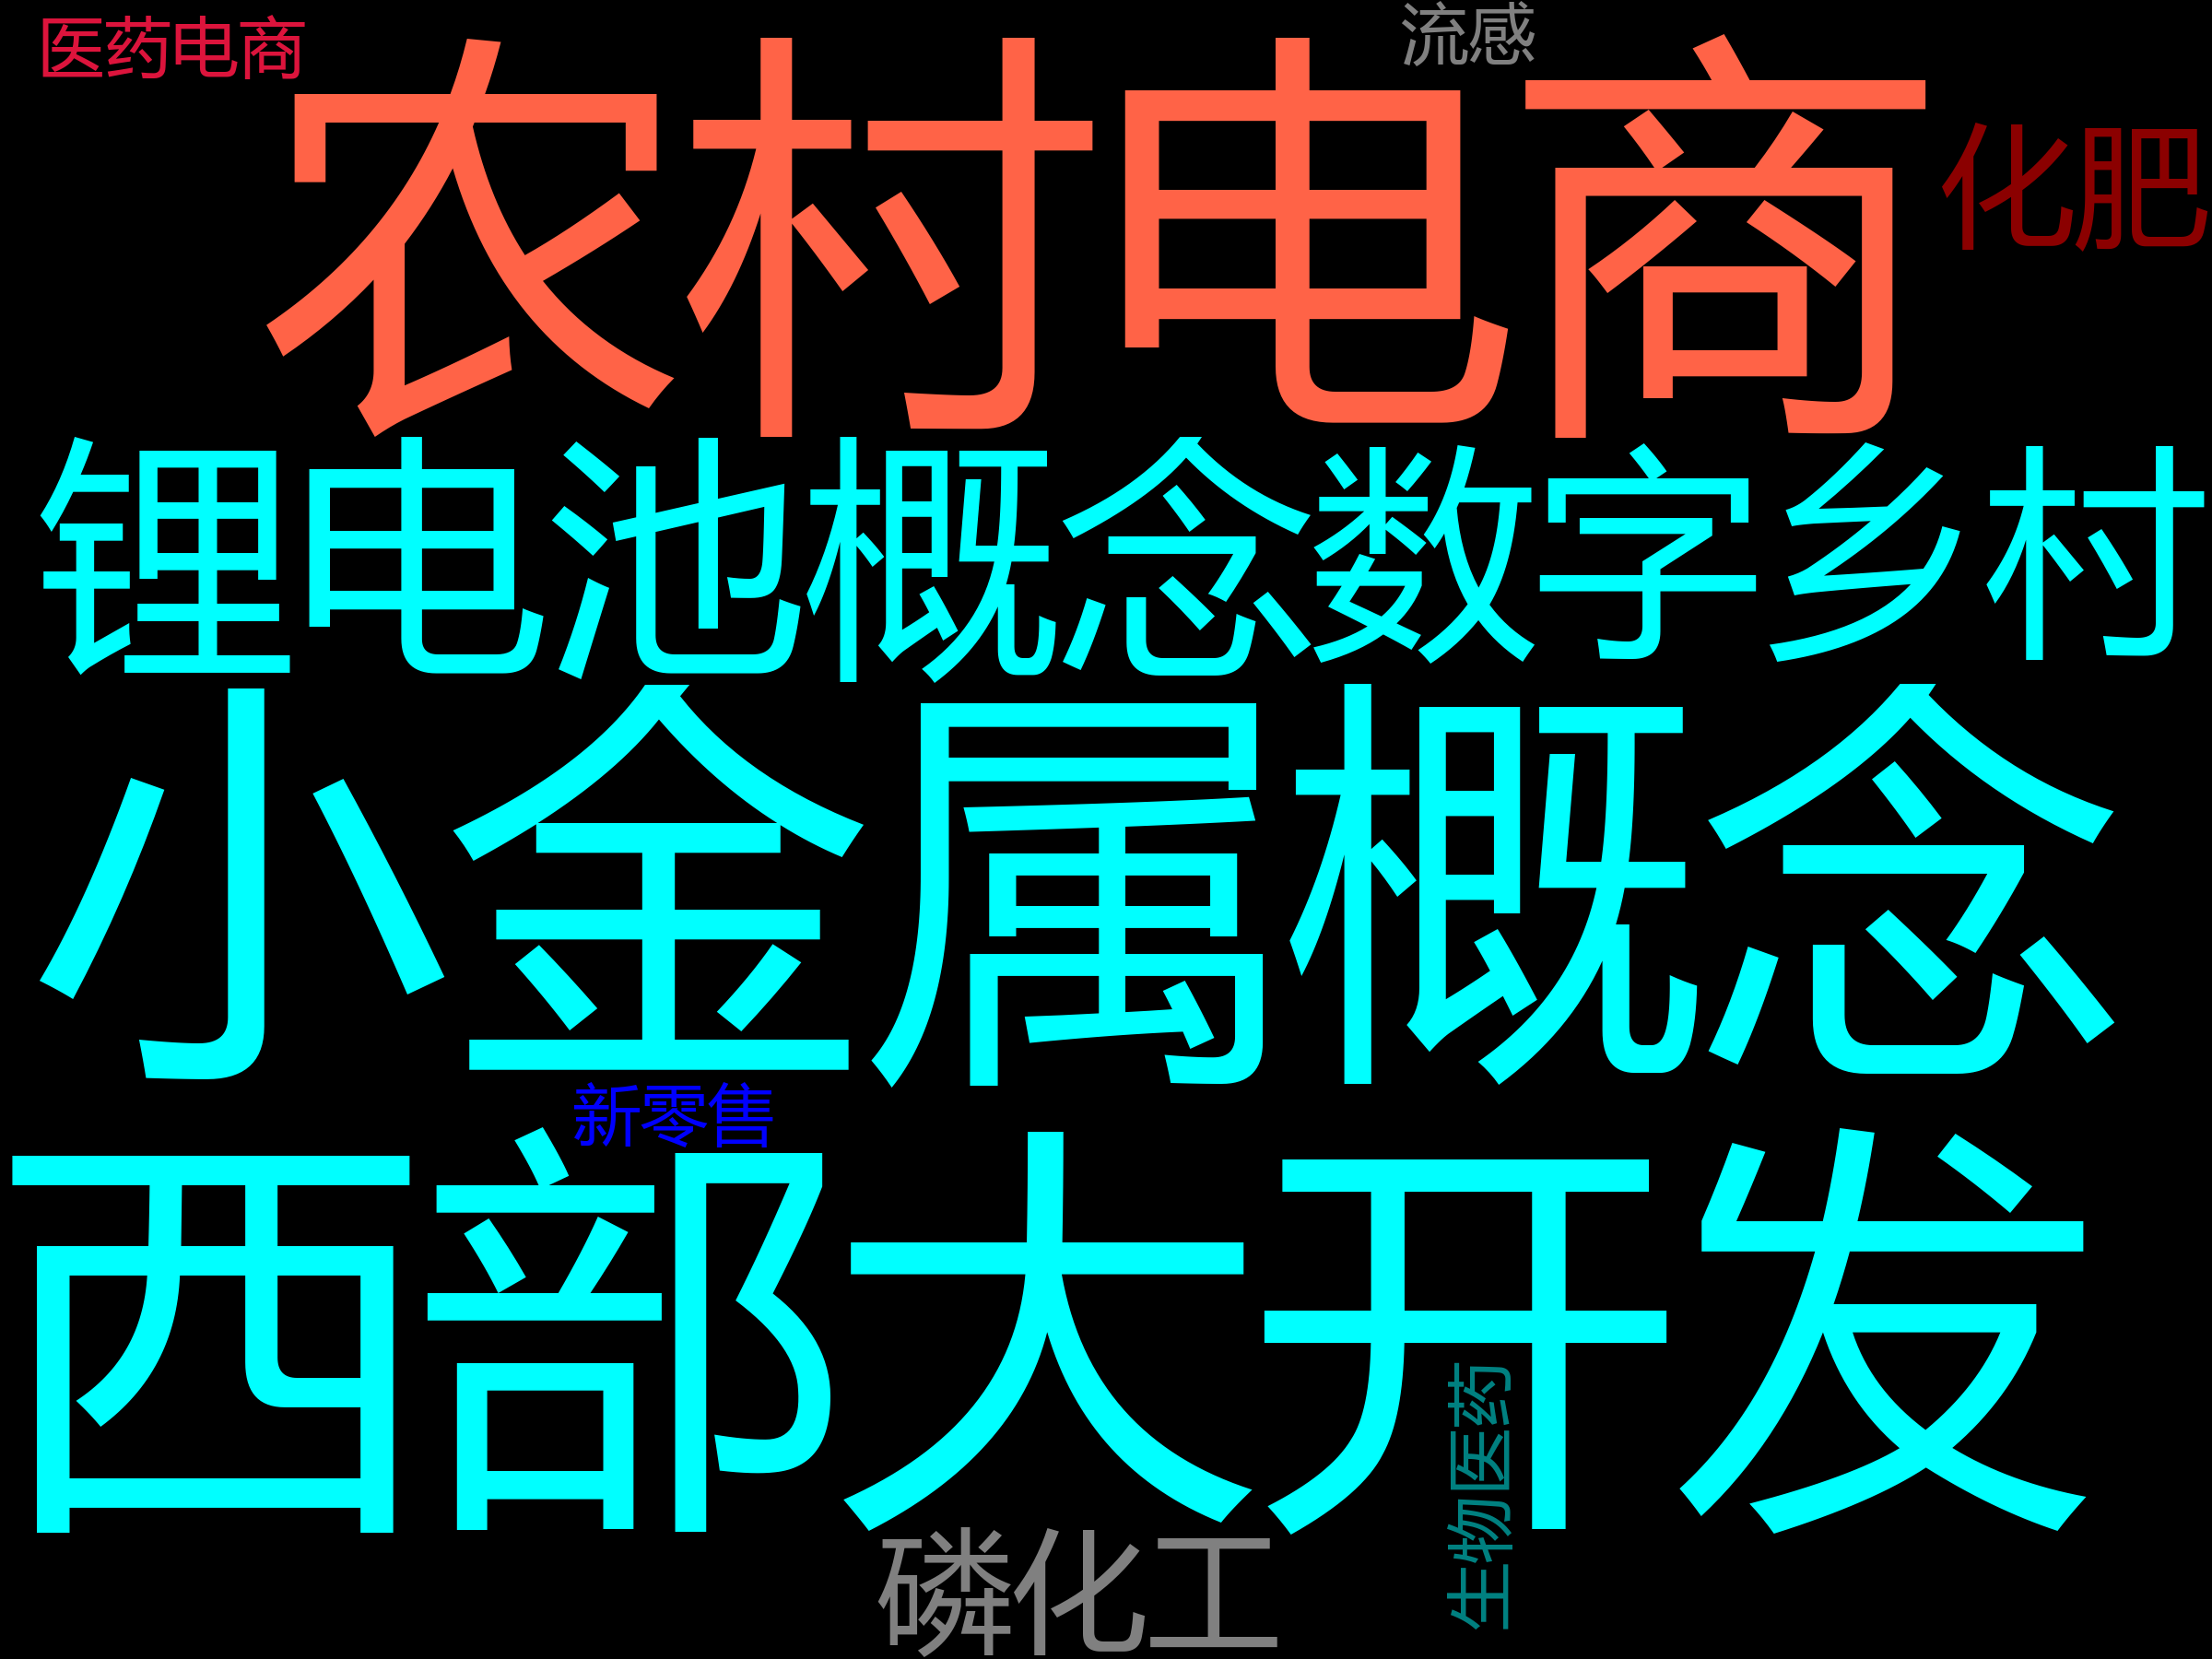 医药电商
流感
农村电商
化肥
锂电池概念
数字乡村
小金属概念
新零售
西部大开发
生物医药
磷化工